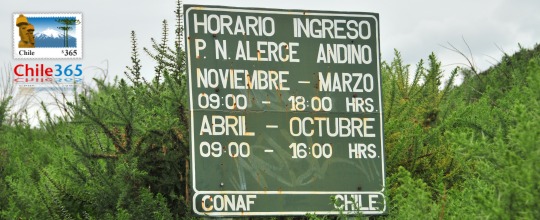 Chile $365
Chile365
HORARIO INGRESO
P. N. ALERCE ANDINO
NOVIEMBRE - MARZO
09:00 - 18:00 HRS.
ABRIL - OCTUBRE
09:00 - 16:00 HRS.
CONAF CHILE